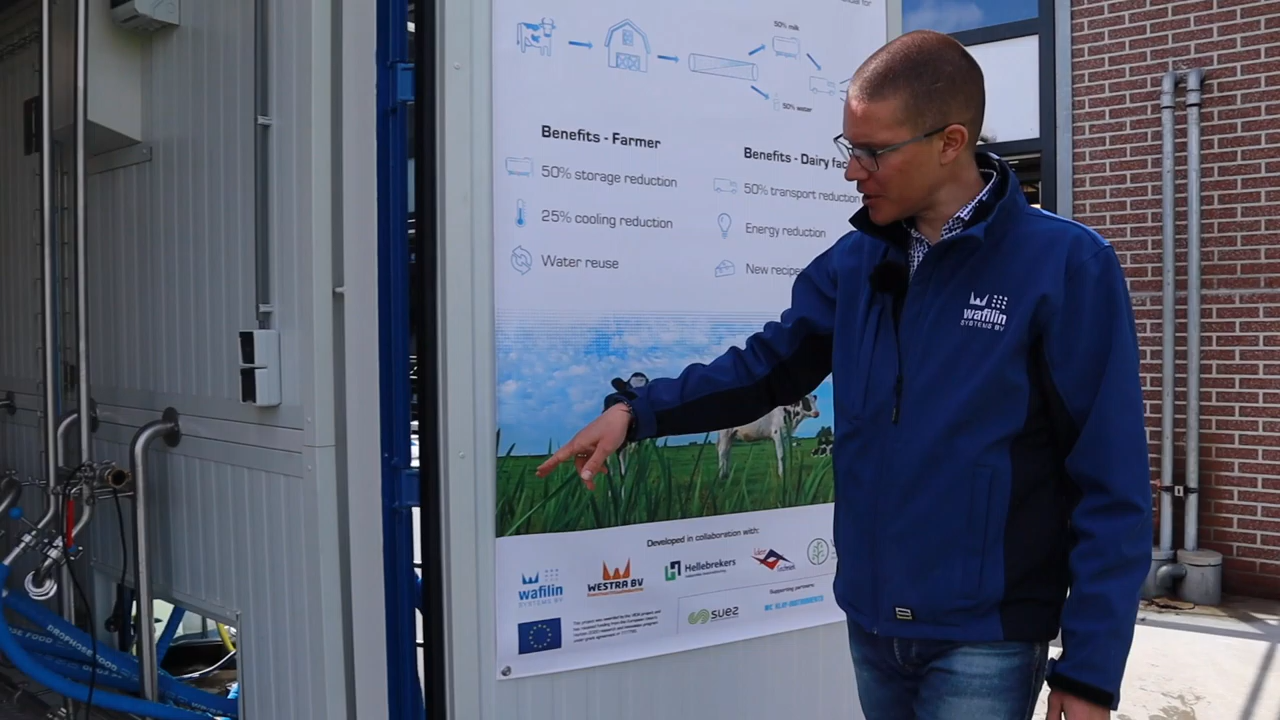 50% milk
50% water
Benefits - Farmer
50% storage reduction
25% cooling reduction
Water reuse
Benefits - Dairy
50% transport reduction
Energy reduction
New
wafilin
SYSTEMS BV
Developed in collaboration with:
wafilin
SYSTEMS BV
WESTRA BV
Hellebrekers
Supporting partners:
suez
DROPHOSE FOOD